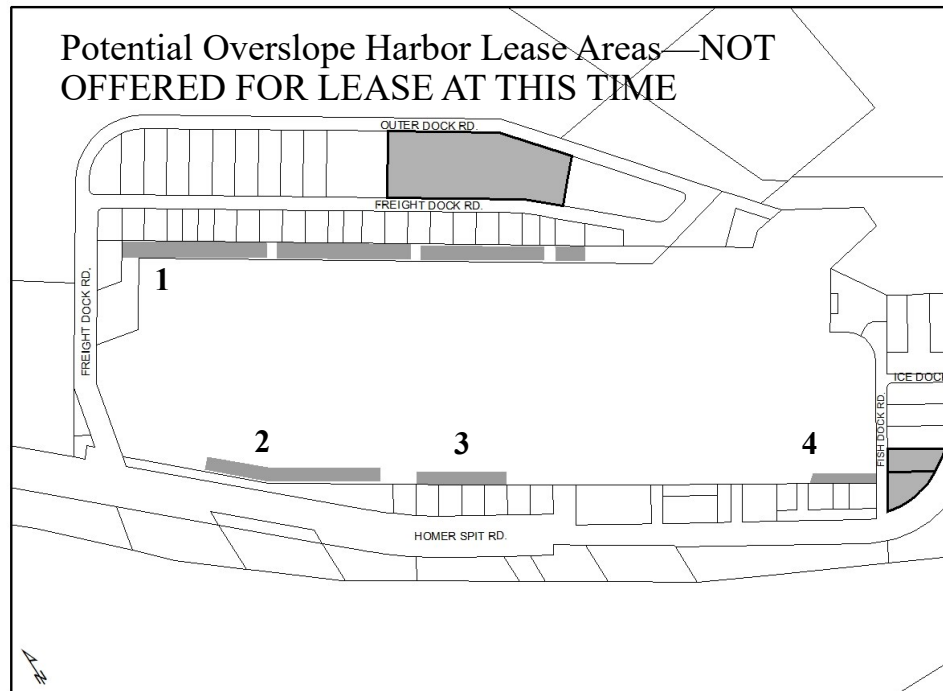 Potential Overslope Harbor Lease Areas—NOT
OFFERED FOR LEASE AT THIS TIME
OUTER DOCK RD.
FREIGHT DOCK RD.
1
FREIGHT DOCK RD.
ICE DOCK
FISH DOCK RD.
2
3
4
HOMER SPIT RD.
N